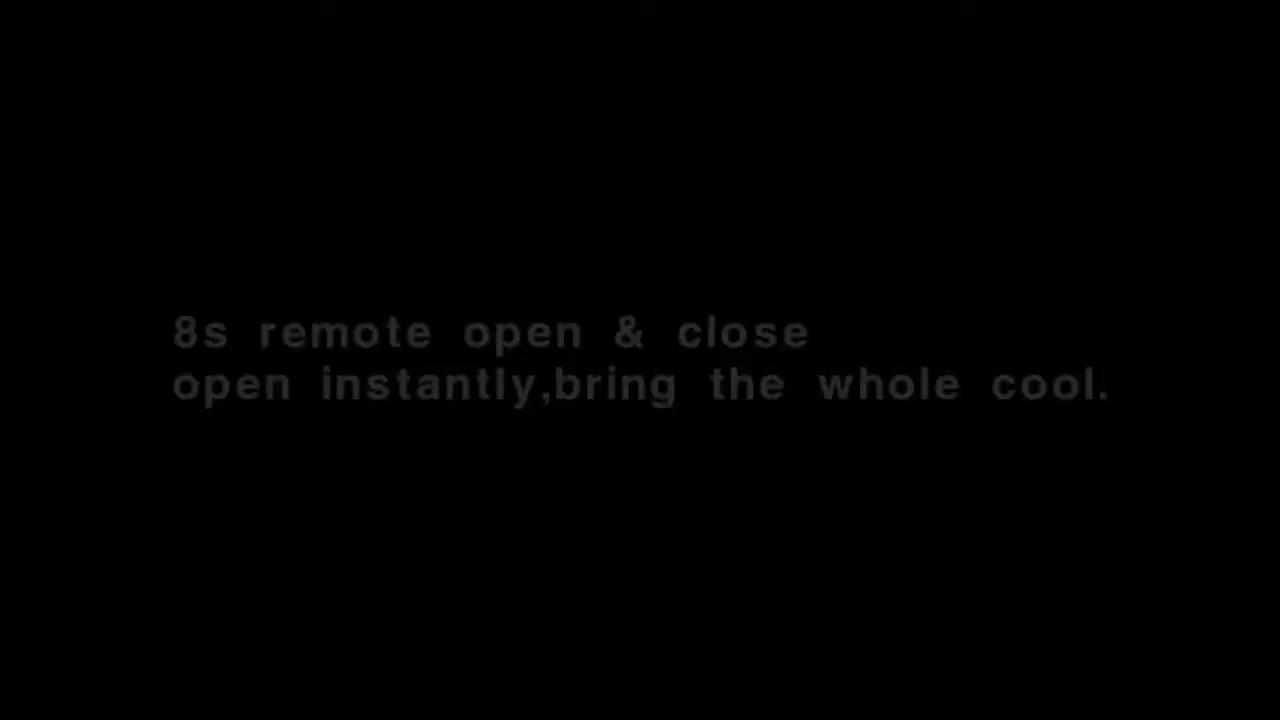 8s remote open & close
open instantly,bring the whole cool.